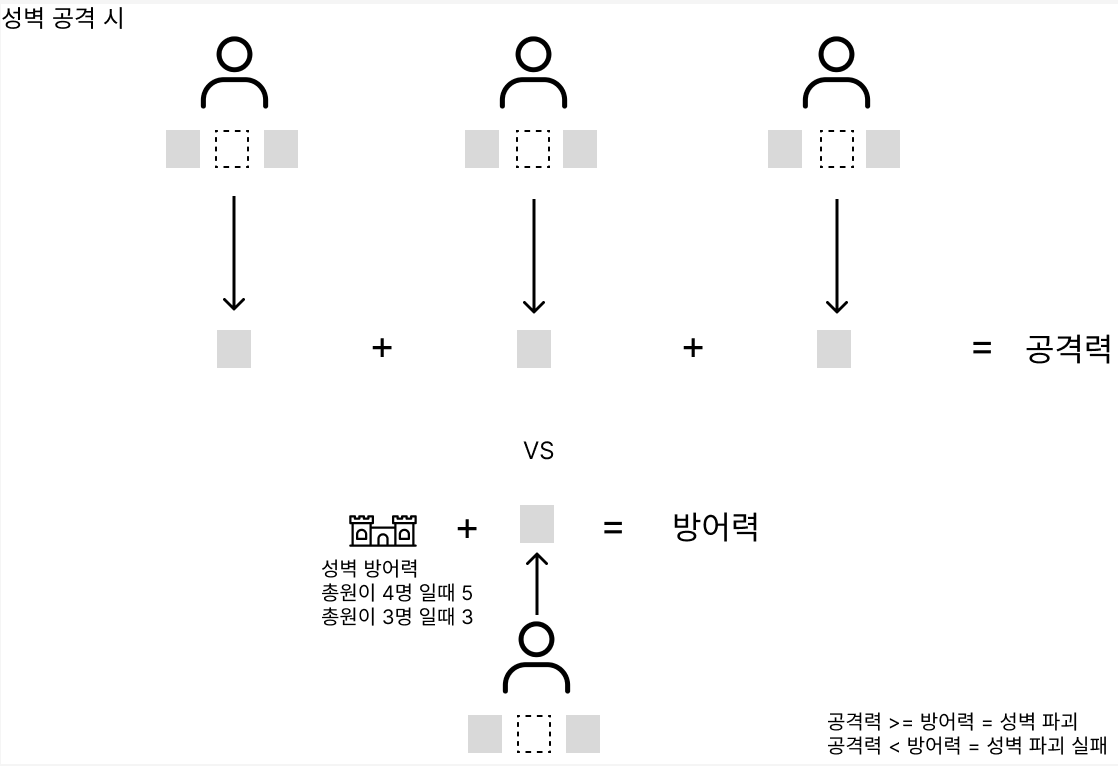 성벽 공격 시
+ + = 공격력
VS
+ = 방어력
성벽 방어력
총원이 4명 일때 5
총원이 3명 일때 3
공격력 >= 방어력 = 성벽 파괴
공격력 < 방어력 = 성벽 파괴 실패